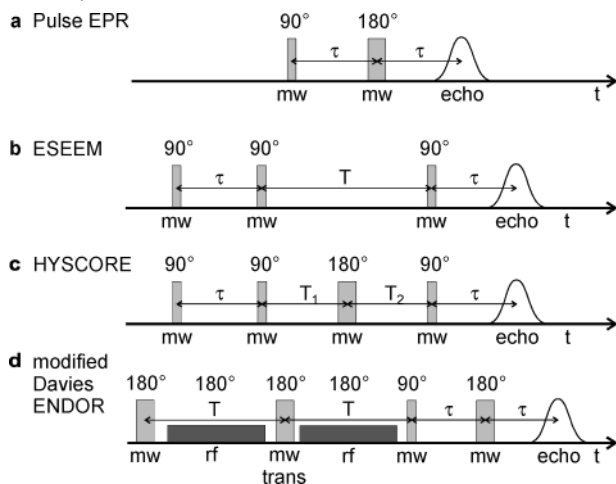 a Pulse EPR
90° 180°
τ τ
mw mw echo t
b ESEEM
90° 90° 90°
τ T τ
mw mw mw echo t
c HYSCORE
90° 90° 180° 90°
τ T₁ T₂ τ
mw mw mw mw echo t
d modified
Davies
ENDOR
180° 180° 180° 180° 90° 180°
T T τ τ
mw rf mw rf mw mw echo t
trans